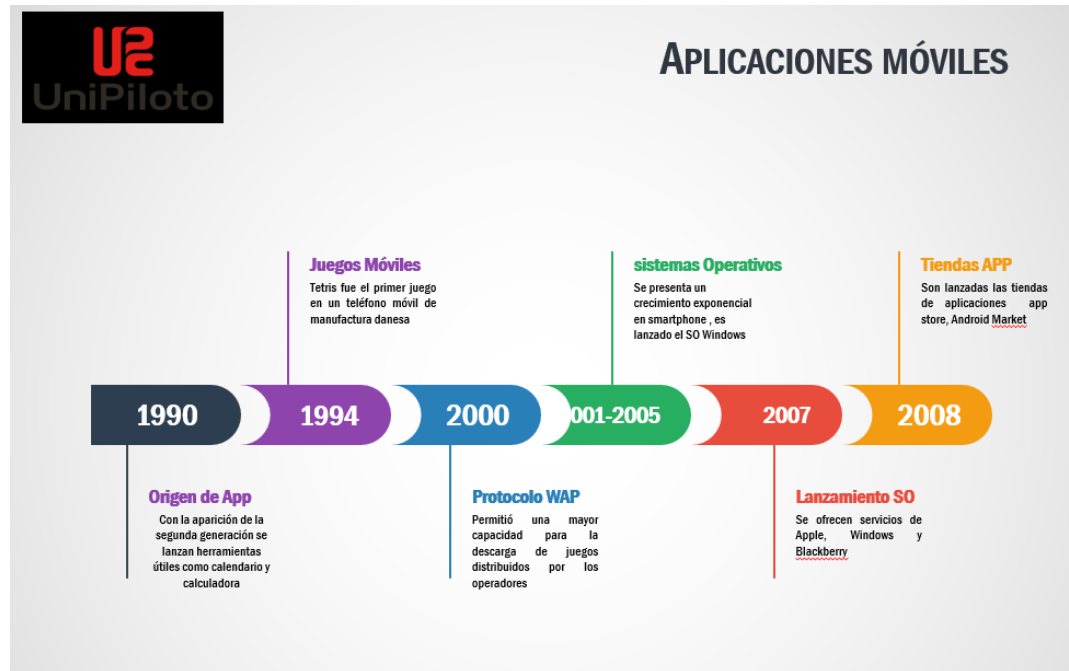 UniPiloto
APLICACIONES MÓVILES
Juegos Móviles
Tetris fue el primer juego
en un teléfono móvil de
manufactura danesa
sistemas Operativos
Se presenta un
crecimiento exponencial
en smartphone , es
lanzado el SO Windows
Tiendas APP
Son lanzadas las tiendas
de aplicaciones app
store, Android Market
1990
1994
2000
001-2005
2007
2008
Origen de App
Con la aparición de la
segunda generación se
lanzan herramientas
útiles como calendario y
calculadora
Protocolo WAP
Permitió una mayor
capacidad para la
descarga de juegos
distribuidos por los
operadores
Lanzamiento SO
Se ofrecen servicios de
Apple, Windows y
Blackberry